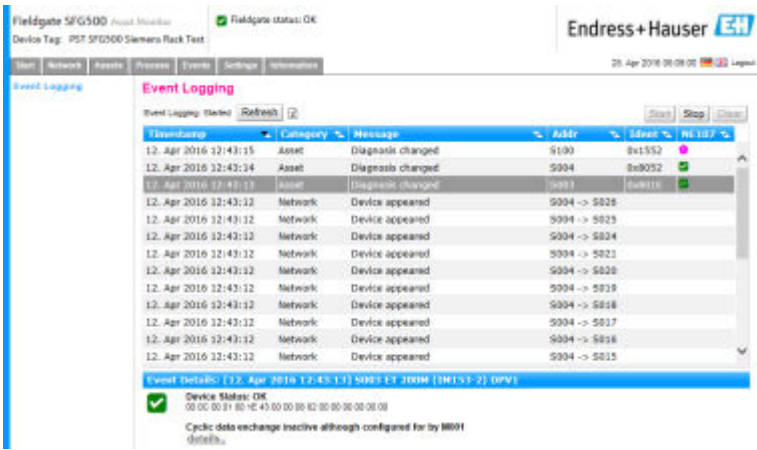 Fieldgate SFG500 Asset Monitor
Fieldgate status: OK
Device Tag: PST SFG500 Siemens Rack Test
Endress+Hauser EH
28. Apr 2016 Logout
Start Network Assets Process Events Settings Information
Event Logging
Event Logging
Event Logging: Started Refresh
Start Stop Clear
Timestamp Category Message Addr Ident NE107
12. Apr 2016 12:43:15 Asset Diagnosis changed S100 0x1552
12. Apr 2016 12:43:14 Asset Diagnosis changed S004 0x8052
12. Apr 2016 12:43:13 Asset Diagnosis changed S003
12. Apr 2016 12:43:12 Network Device appeared S004 -> S026
12. Apr 2016 12:43:12 Network Device appeared S004 -> S025
12. Apr 2016 12:43:12 Network Device appeared S004 -> S024
12. Apr 2016 12:43:12 Network Device appeared S004 -> S021
12. Apr 2016 12:43:12 Network Device appeared S004 -> S020
12. Apr 2016 12:43:12 Network Device appeared S004 -> S019
12. Apr 2016 12:43:12 Network Device appeared S004 -> S018
12. Apr 2016 12:43:12 Network Device appeared S004 -> S017
12. Apr 2016 12:43:12 Network Device appeared S004 -> S016
12. Apr 2016 12:43:12 Network Device appeared S004 -> S015
Event Details: [12. Apr 2016 12:43:13] S003 ET 200M (IM153-2) DPV1
Device Status: OK
Cyclic data exchange inactive although configured for by M001
details...